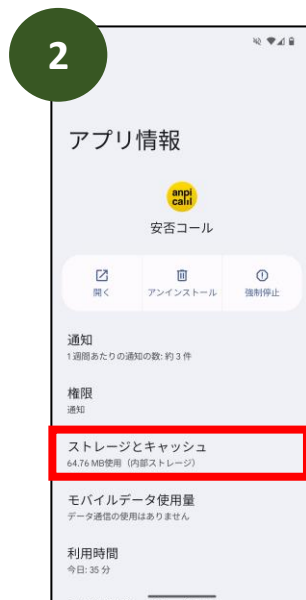 2
アプリ情報
anpi
call
安否コール
開く
アンインストール
強制停止
通知
1 週間あたりの通知の数: 約 3 件
権限
通知
ストレージとキャッシュ
64.76 MB使用（内部ストレージ）
モバイルデータ使用量
データ通信の使用はありません
利用時間
今日: 35 分